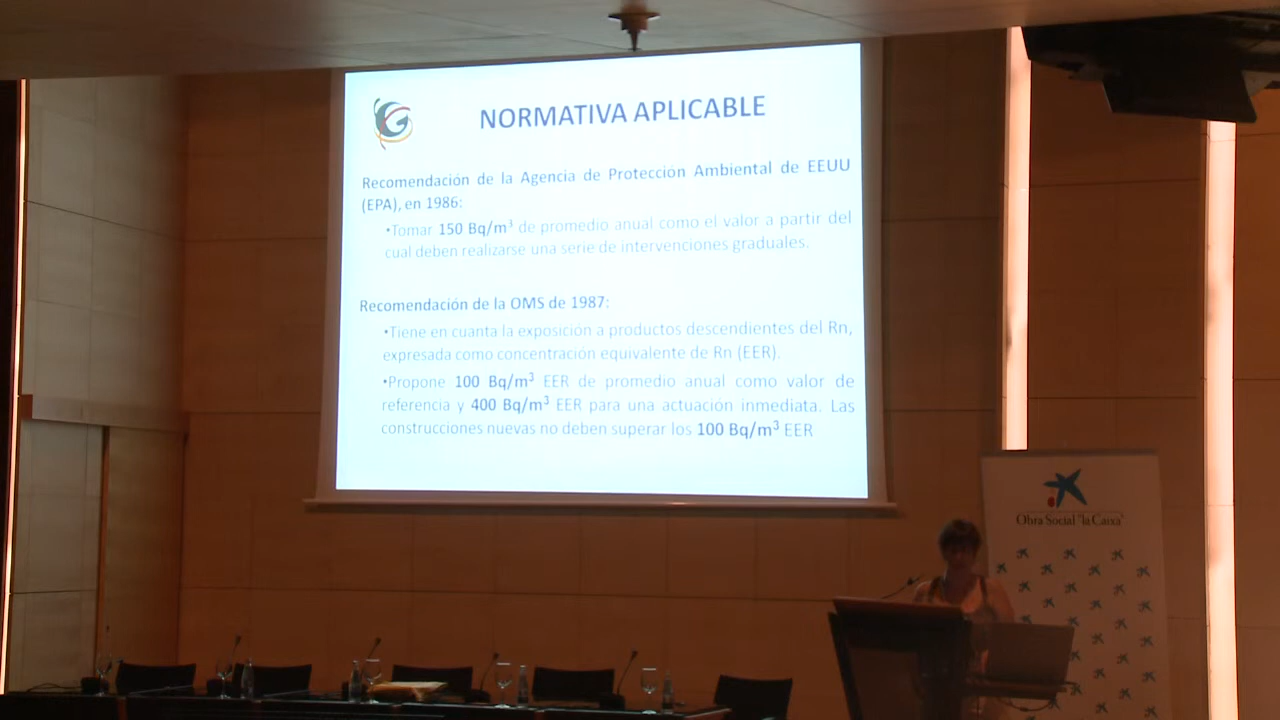 NORMATIVA APLICABLE
Recomendación de la Agencia de Protección Ambiental de EEUU
(EPA), en 1986:
•Tomar 150 Bq/m³ de promedio anual como el valor a partir del
cual deben realizarse una serie de intervenciones graduales.
Recomendación de la OMS de 1987:
•Tiene en cuanta la exposición a productos descendientes del Rn,
expresada como concentración equivalente de Rn (EER).
•Propone 100 Bq/m³ EER de promedio anual como valor de
referencia y 400 Bq/m³ EER para una actuación inmediata. Las
construcciones nuevas no deben superar los 100 Bq/m³ EER
Obra Social "la Caixa"